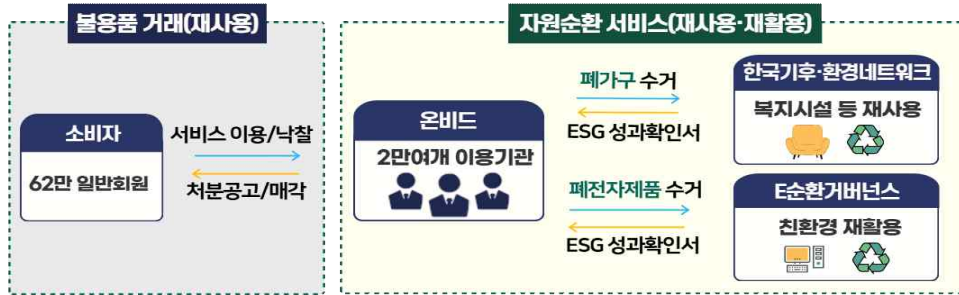 불용품 거래(재사용)
소비자
62만 일반회원
서비스 이용/낙찰
처분공고/매각
자원순환 서비스(재사용·재활용)
온비드
2만여개 이용기관
폐가구 수거
ESG 성과확인서
한국기후·환경네트워크
복지시설 등 재사용
폐전자제품 수거
ESG 성과확인서
E순환거버넌스
친환경 재활용